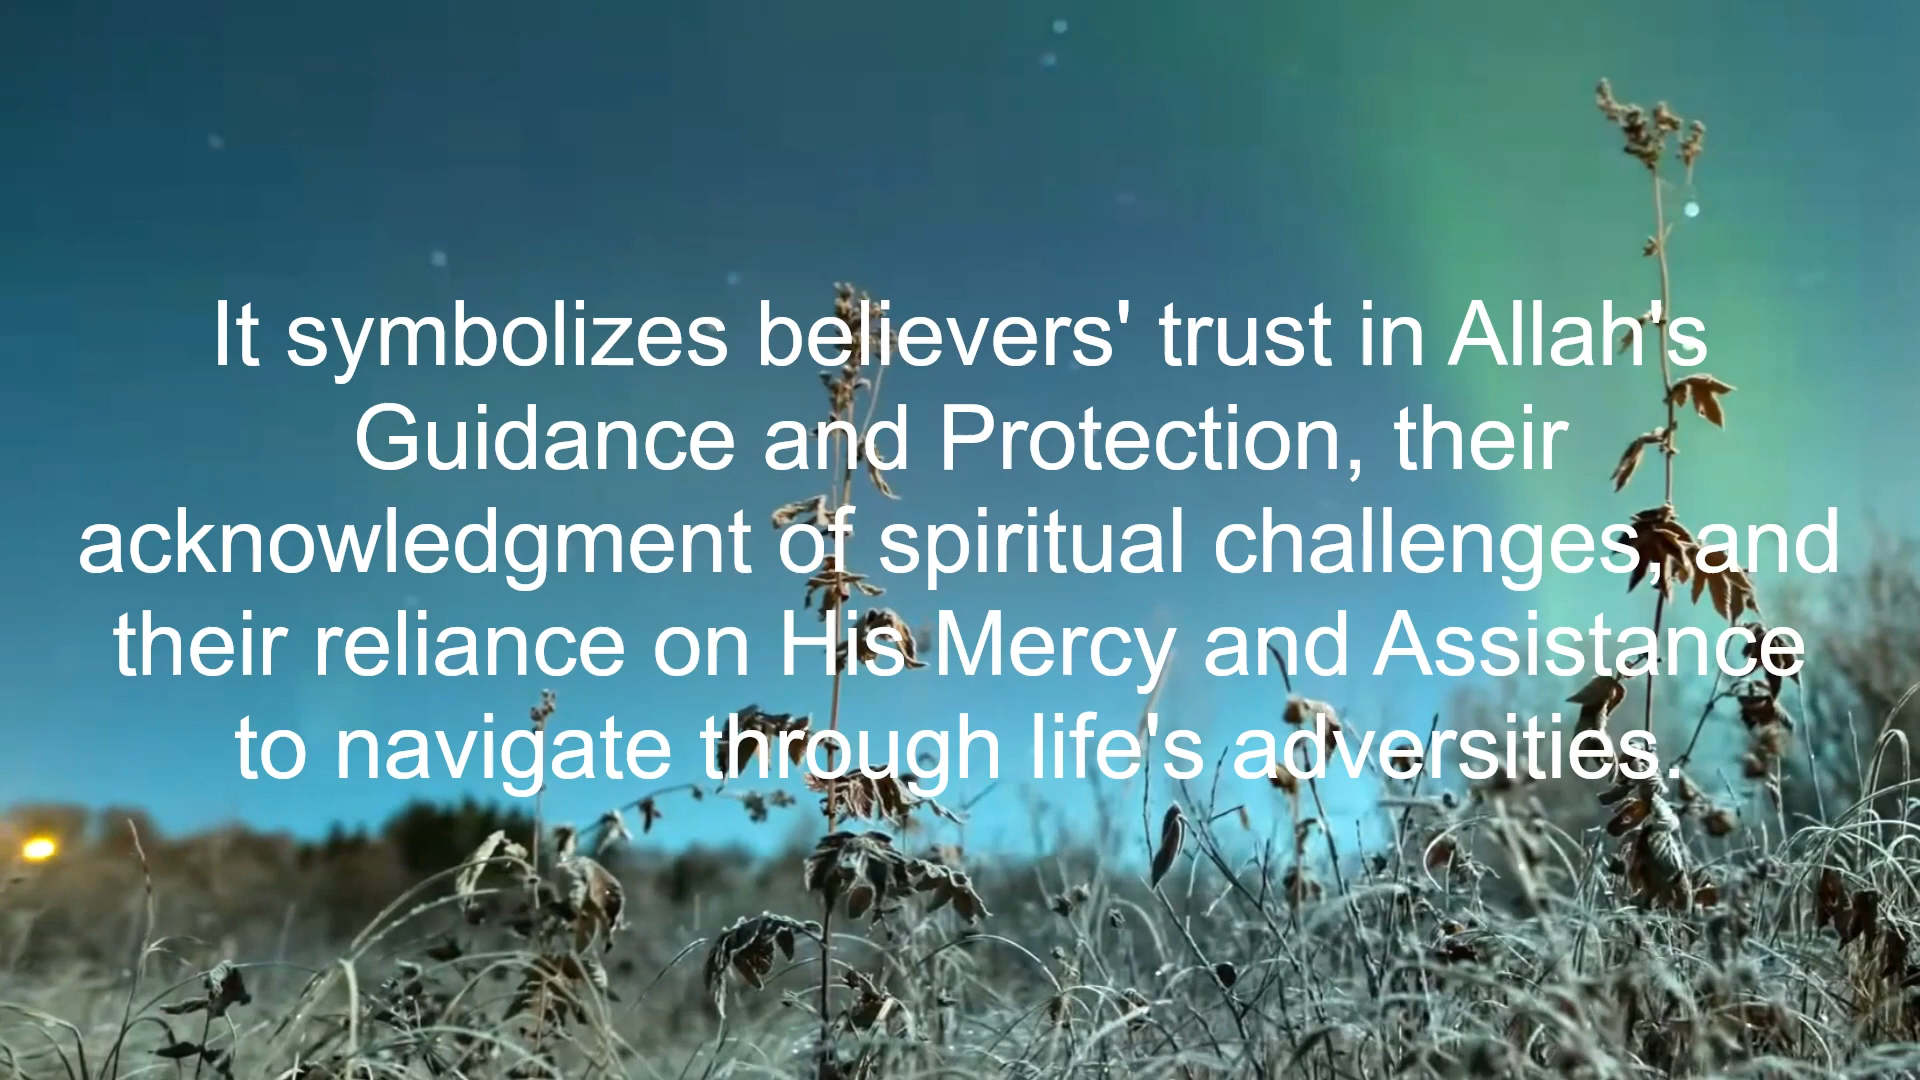 It symbolizes believers' trust in Allah's
Guidance and Protection, their
acknowledgment of spiritual challenges, and
their reliance on His Mercy and Assistance
to navigate through life's adversities.